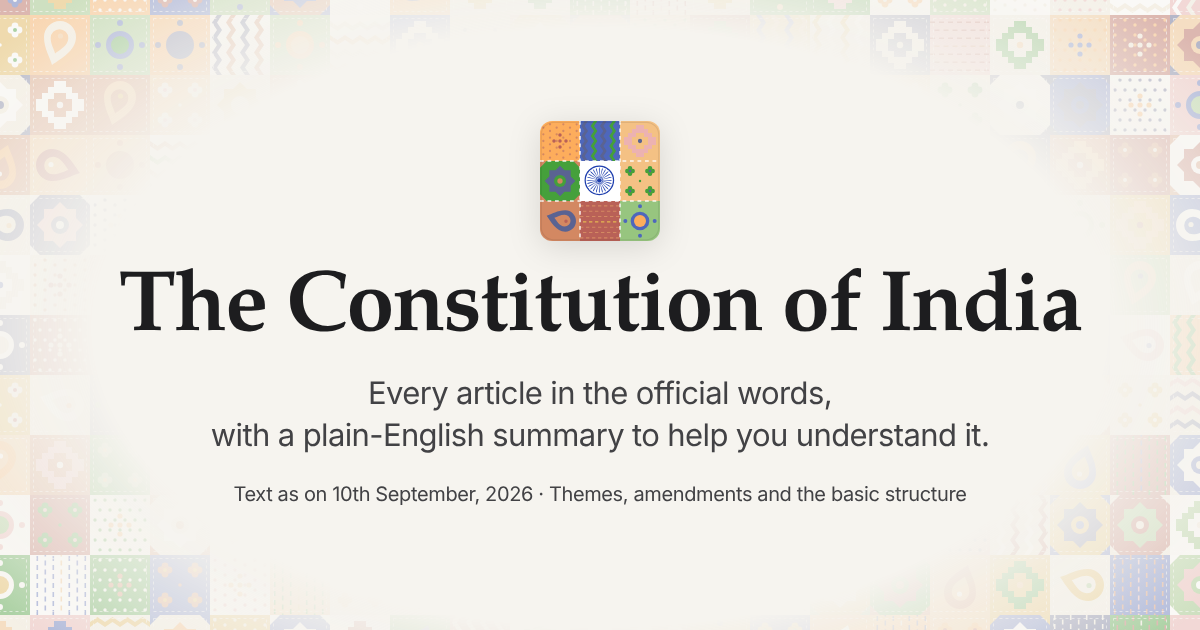 The Constitution of India
Every article in the official words,
with a plain-English summary to help you understand it.
Text as on 10th September, 2026 · Themes, amendments and the basic structure